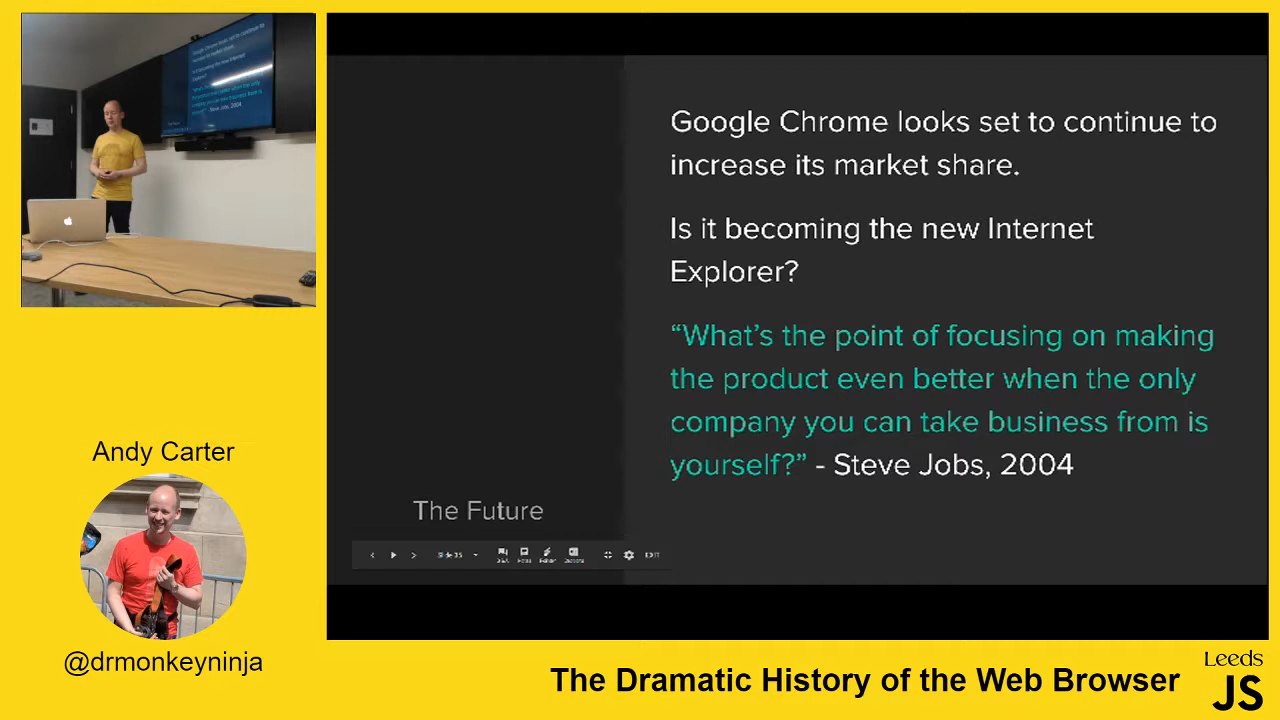 Google Chrome looks set to continue to
increase its market share.
Is it becoming the new Internet
Explorer?
“What’s the point of focusing on making
the product even better when the only
company you can take business from is
yourself?” - Steve Jobs, 2004
The Future
EXIT
Andy Carter
@drmonkeyninja
The Dramatic History of the Web Browser
Leeds
JS